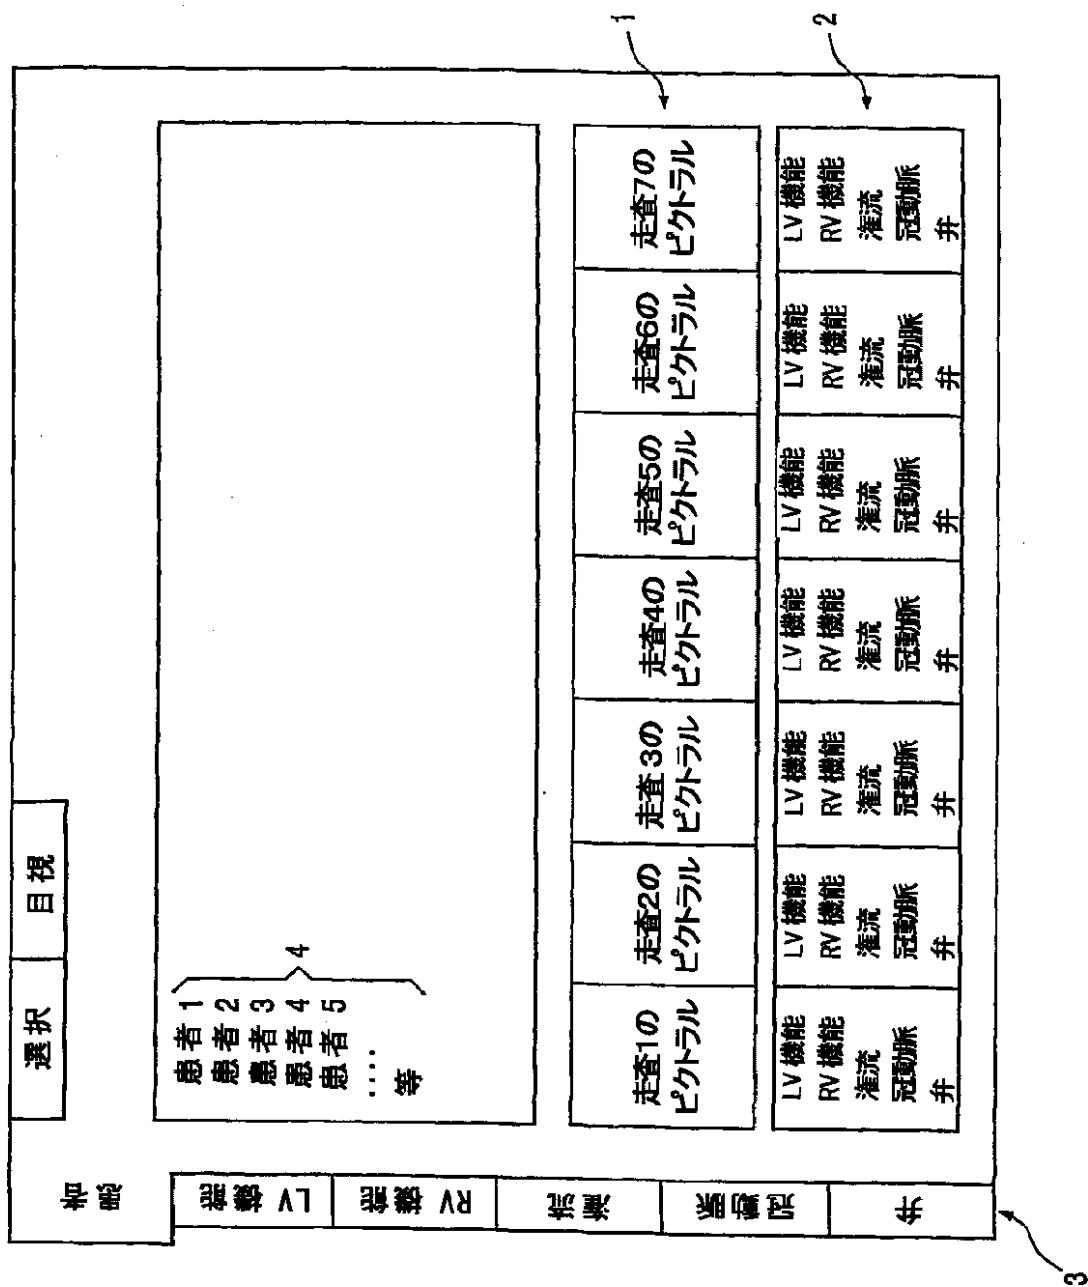 選択
目視
患者
LV 機能
RV 機能
灌流
冠動脈
弁
3
患者 1
患者 2
患者 3
患者 4
患者 5
....
等
4
走査1の
ピクトラル
走査2の
ピクトラル
走査3の
ピクトラル
走査4の
ピクトラル
走査5の
ピクトラル
走査6の
ピクトラル
走査7の
ピクトラル
1
LV 機能
RV 機能
灌流
冠動脈
弁
LV 機能
RV 機能
灌流
冠動脈
弁
LV 機能
RV 機能
灌流
冠動脈
弁
LV 機能
RV 機能
灌流
冠動脈
弁
LV 機能
RV 機能
灌流
冠動脈
弁
LV 機能
RV 機能
灌流
冠動脈
弁
LV 機能
RV 機能
灌流
冠動脈
弁
2